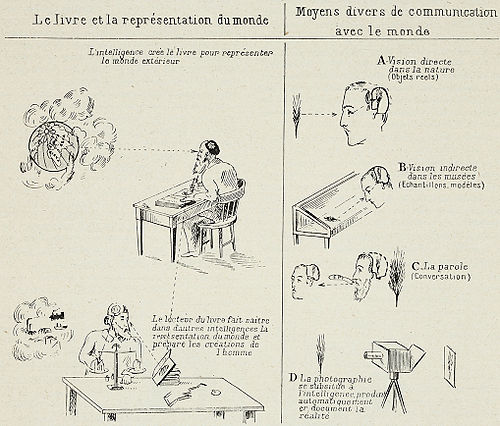 Le livre et la représentation du monde
L'intelligence crée le livre pour représenter
le monde extérieur
Le lecteur du livre fait naitre
dans d'autres intelligences la
représentation du monde et
prépare les créations de
l'homme
Moyens divers de communication
avec le monde
A-Vision directe
dans la nature
(Objets réels)
B-Vision indirecte
dans les musées
(Echantillons, modèles)
C. La parole
(Conversation)
D La photographie
se substitue à
l'intelligence, produit
automatiquement
un document la
réalité